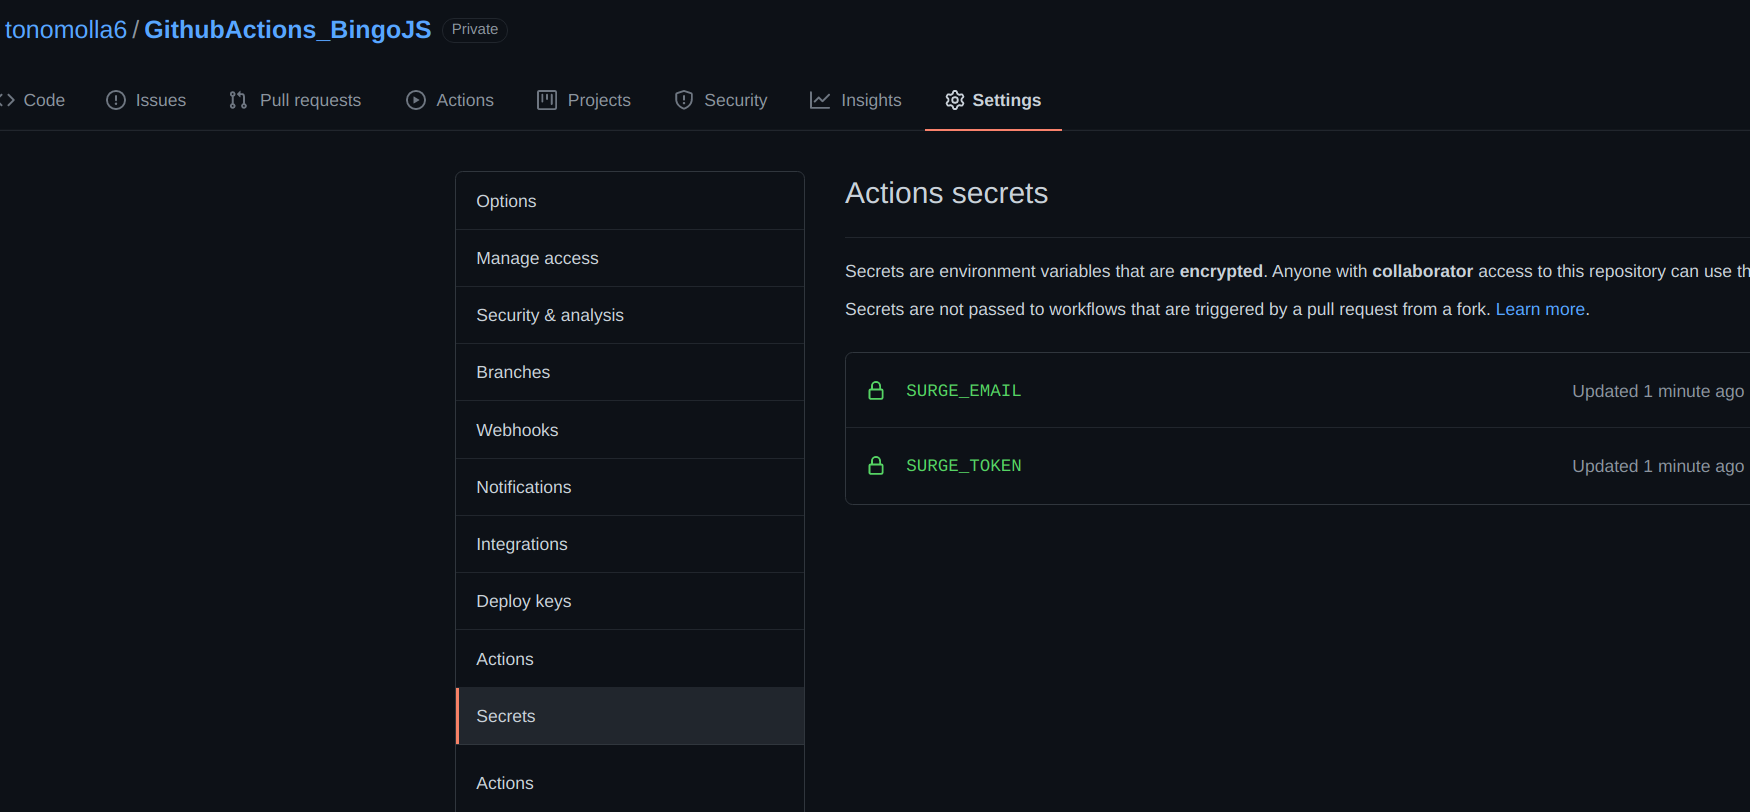 tonomolla6 / GithubActions_BingoJS Private
Code Issues Pull requests Actions Projects Security Insights Settings
Options
Manage access
Security & analysis
Branches
Webhooks
Notifications
Integrations
Deploy keys
Actions
Secrets
Actions
Actions secrets
Secrets are environment variables that are encrypted. Anyone with collaborator access to this repository can use th
Secrets are not passed to workflows that are triggered by a pull request from a fork. Learn more.
SURGE_EMAIL Updated 1 minute ago
SURGE_TOKEN Updated 1 minute ago